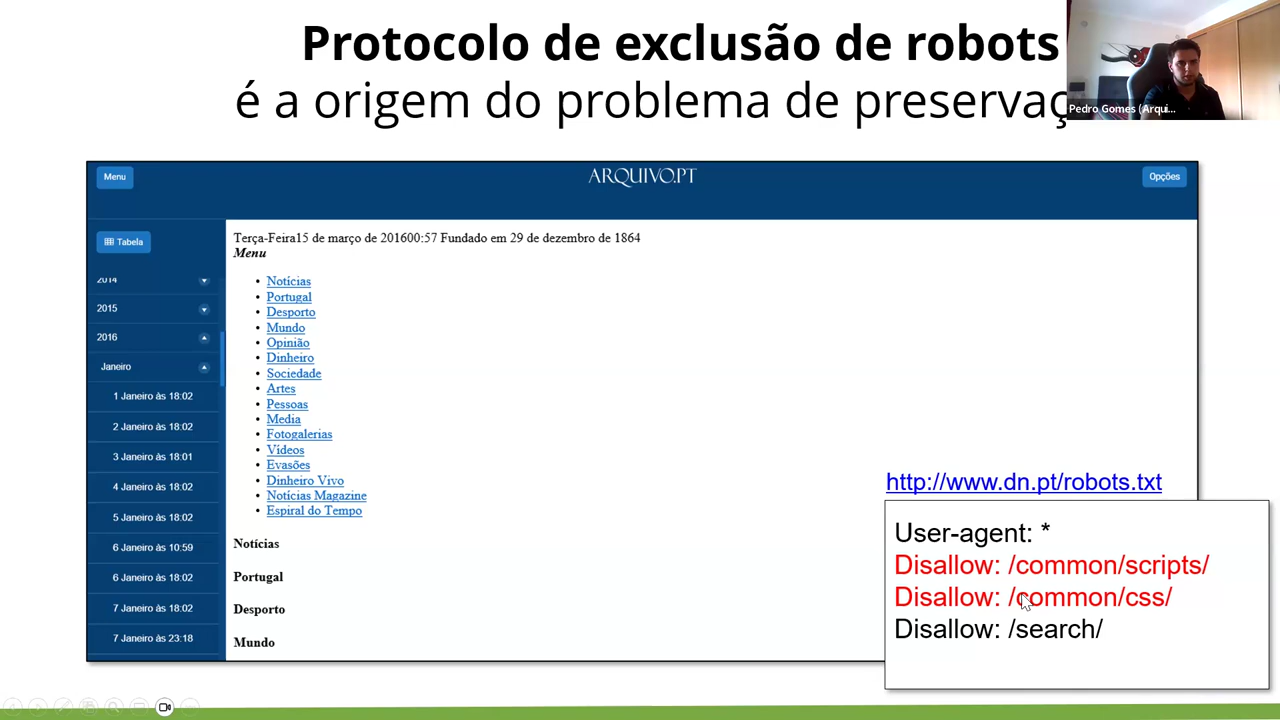 Protocolo de exclusão de robots
é a origem do problema de preservaç
Pedro Gomes (Arqui...
Menu
ARQUIVO.PT
Opções
Tabela
2014
2015
2016
Janeiro
1 Janeiro às 18:02
2 Janeiro às 18:02
3 Janeiro às 18:01
4 Janeiro às 18:02
5 Janeiro às 18:02
6 Janeiro às 10:59
6 Janeiro às 18:02
7 Janeiro às 18:02
7 Janeiro às 23:18
Terça-Feira15 de março de 201600:57 Fundado em 29 de dezembro de 1864
Menu
• Notícias
• Portugal
• Desporto
• Mundo
• Opinião
• Dinheiro
• Sociedade
• Artes
• Pessoas
• Media
• Fotogalerias
• Vídeos
• Evasões
• Dinheiro Vivo
• Notícias Magazine
• Espiral do Tempo
Notícias
Portugal
Desporto
Mundo
http://www.dn.pt/robots.txt
User-agent: *
Disallow: /common/scripts/
Disallow: /common/css/
Disallow: /search/